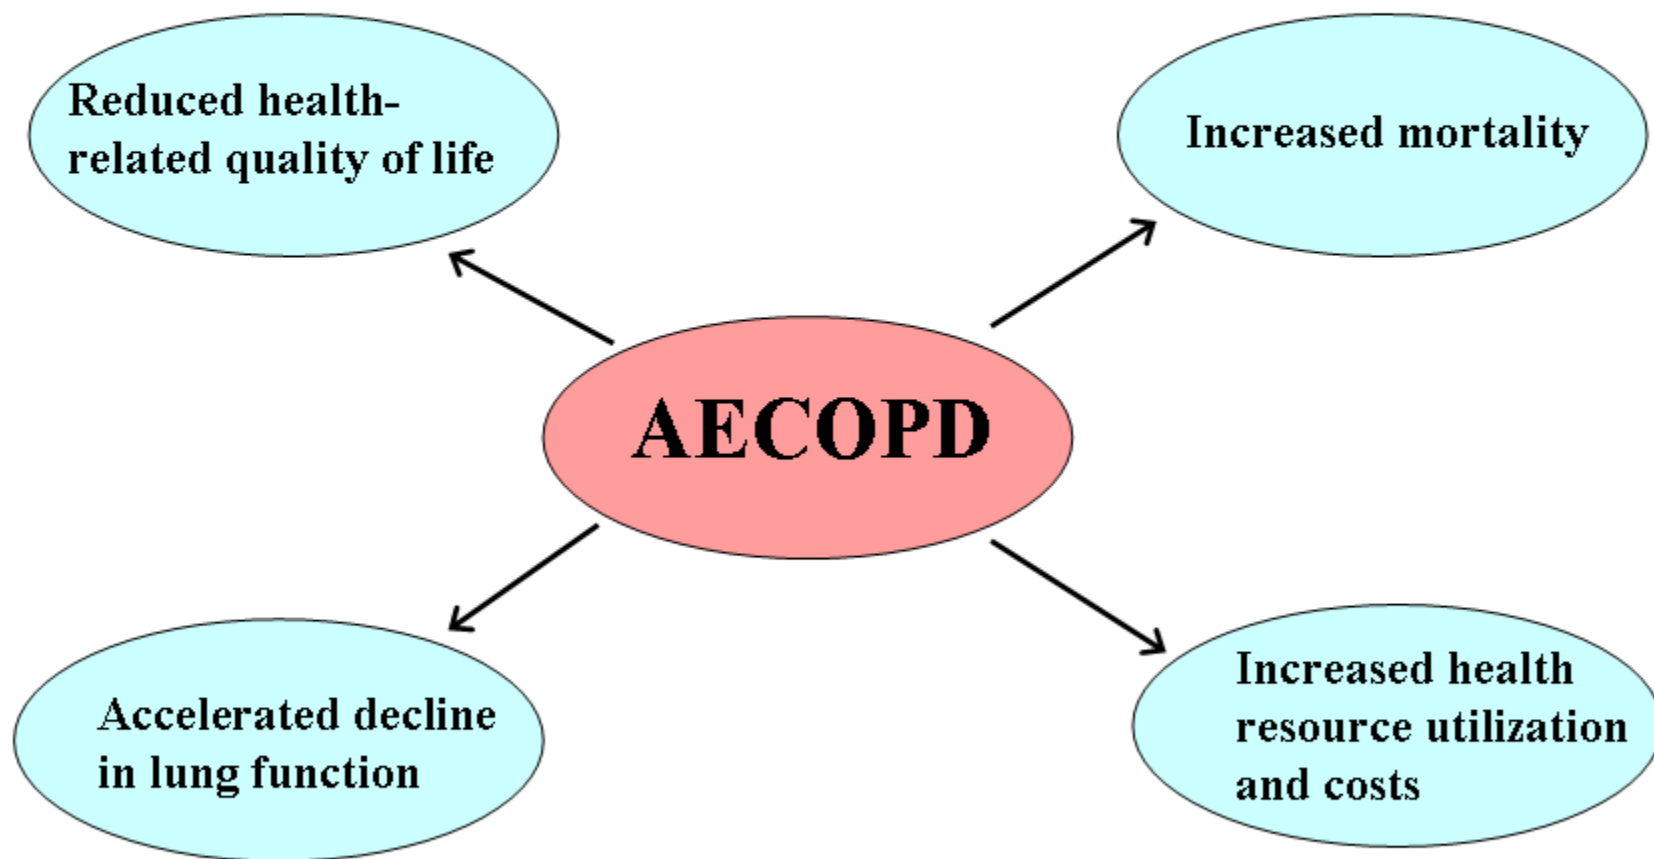 Reduced health-
related quality of life
Increased mortality
AECOPD
Accelerated decline
in lung function
Increased health
resource utilization
and costs